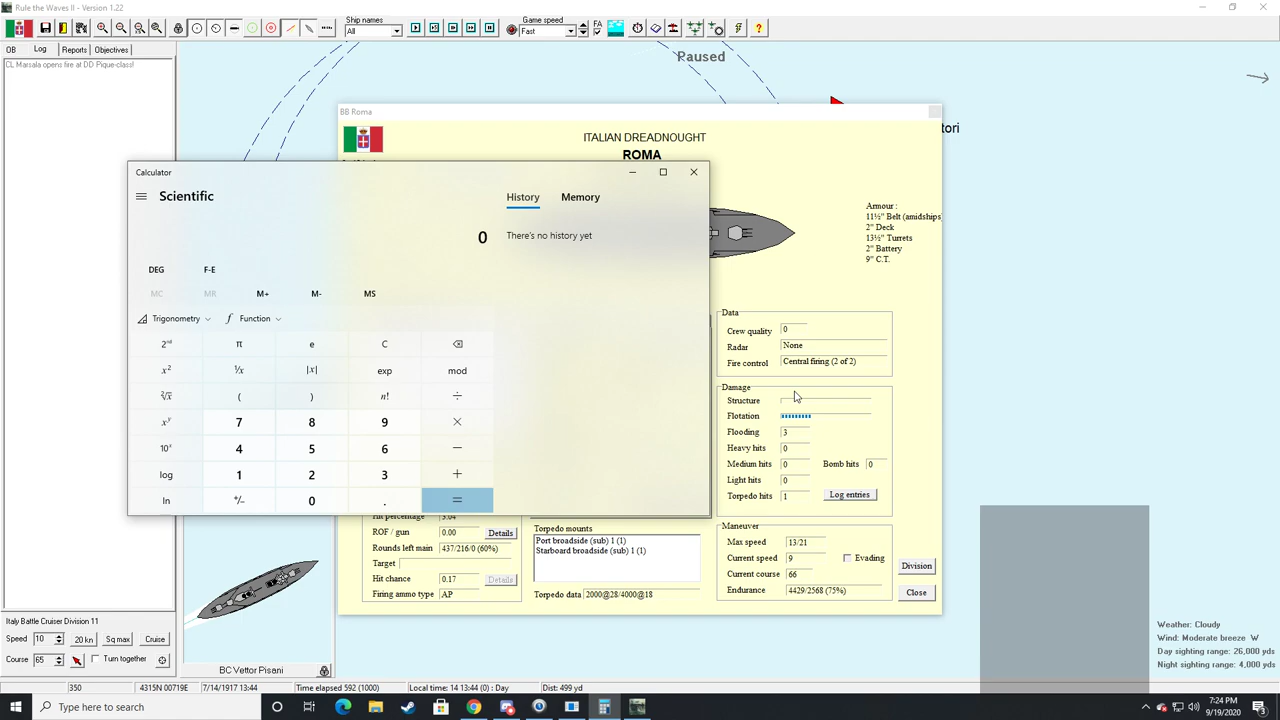 Rule the Waves II - Version 1.22
Ship names
All
Game speed
Fast
FA
OB Log Reports Objectives
CL Marsala opens fire at DD Pique-class!
Paused
BB Roma
ITALIAN DREADNOUGHT
ROMA
tori
Calculator
Scientific
History Memory
0
There's no history yet
DEG F-E
MC MR M+ M- MS
Trigonometry Function
2nd π e C
x² ⅟x |x| exp mod
( ) n! ÷
xʸ 7 8 9 ×
10ˣ 4 5 6 −
log 1 2 3 +
ln +/− 0 . =
Armour :
11½" Belt (amidships)
2" Deck
13½" Turrets
2" Battery
9" C.T.
Data
Crew quality 0
Radar None
Fire control Central firing (2 of 2)
Damage
Structure
Flotation
Flooding 3
Heavy hits 0
Medium hits 0 Bomb hits 0
Light hits 0
Torpedo hits 1 Log entries
Hit percentage 3.04
ROF / gun 0.00 Details
Rounds left main 437/216/0 (60%)
Target
Hit chance 0.17 Details
Firing ammo type AP
Torpedo mounts
Port broadside (sub) 1 (1)
Starboard broadside (sub) 1 (1)
Torpedo data 2000@28/4000@18
Maneuver
Max speed 13/21
Current speed 9 Evading
Current course 66
Endurance 4429/2568 (75%)
Division
Close
Italy Battle Cruiser Division 11
Speed 10 20 kn Sq max Cruise
Course 65 Turn together
BC Vettor Pisani
Weather: Cloudy
Wind: Moderate breeze W
Day sighting range: 26,000 yds
Night sighting range: 4,000 yds
350 4315N 00719E 7/14/1917 13:44 Time elapsed 592 (1000) Local time: 14 13:44 (0) : Day Dist: 499 yd
Type here to search
7:24 PM
9/19/2020
3